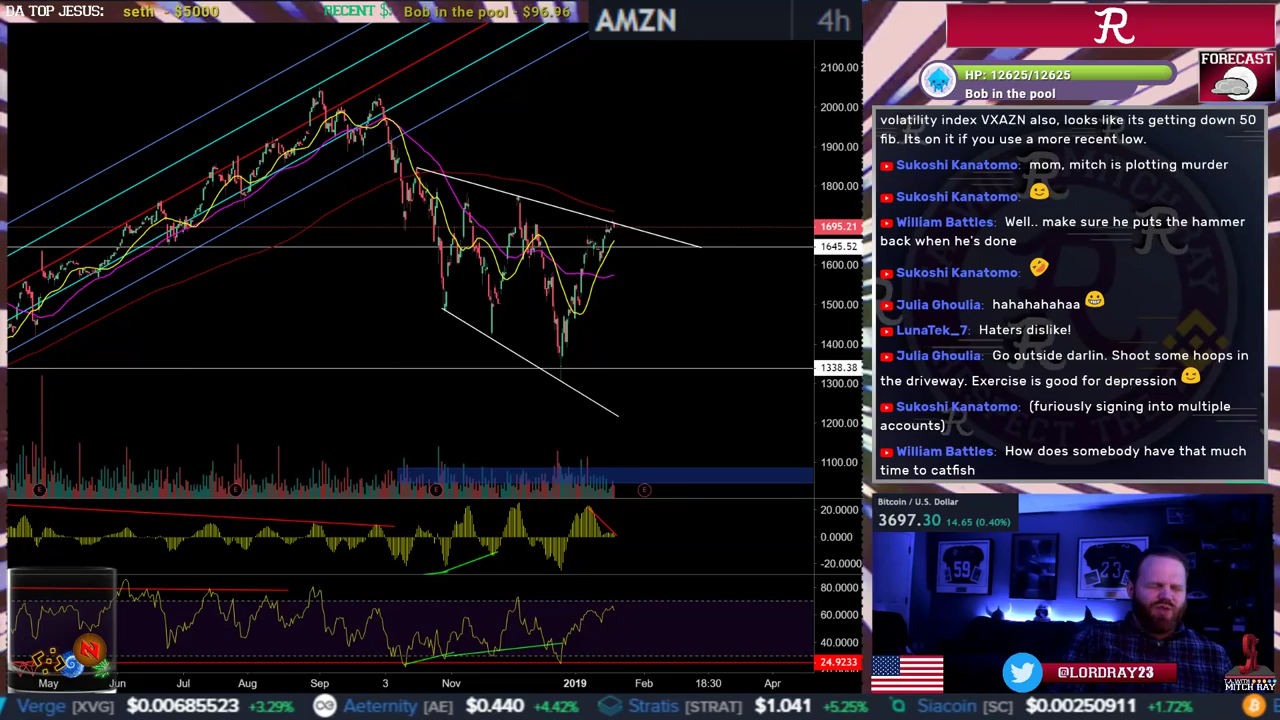 DA TOP JESUS: seth - $5000 RECENT $: Bob in the pool - $96.96
AMZN 4h
R
HP: 12625/12625
Bob in the pool
FORECAST
2100.00
2000.00
1900.00
1800.00
1695.21
1645.52
1600.00
1500.00
1400.00
1338.38
1300.00
1200.00
1100.00
20.0000
0.0000
-20.0000
80.0000
60.0000
40.0000
24.9233
E E E E
May Jun Jul Aug Sep 3 Nov 2019 Feb 18:30 Apr
volatility index VXAZN also, looks like its getting down 50
fib. Its on it if you use a more recent low.
Sukoshi Kanatomo: mom, mitch is plotting murder
Sukoshi Kanatomo: 😉
William Battles: Well.. make sure he puts the hammer
back when he's done
Sukoshi Kanatomo: 🤣
Julia Ghoulia: hahahahahaa 😀
LunaTek_7: Haters dislike!
Julia Ghoulia: Go outside darlin. Shoot some hoops in
the driveway. Exercise is good for depression 😉
Sukoshi Kanatomo: (furiously signing into multiple
accounts)
William Battles: How does somebody have that much
time to catfish
Bitcoin / U.S. Dollar
3697.30 14.65 (0.40%)
59
23
@LORDRAY23
T.A. WITH
MITCH RAY
Verge [XVG] $0.00685523 +3.29% Aeternity [AE] $0.440 +4.42% Stratis [STRAT] $1.041 +5.25% Siacoin [SC] $0.00250911 +1.72%